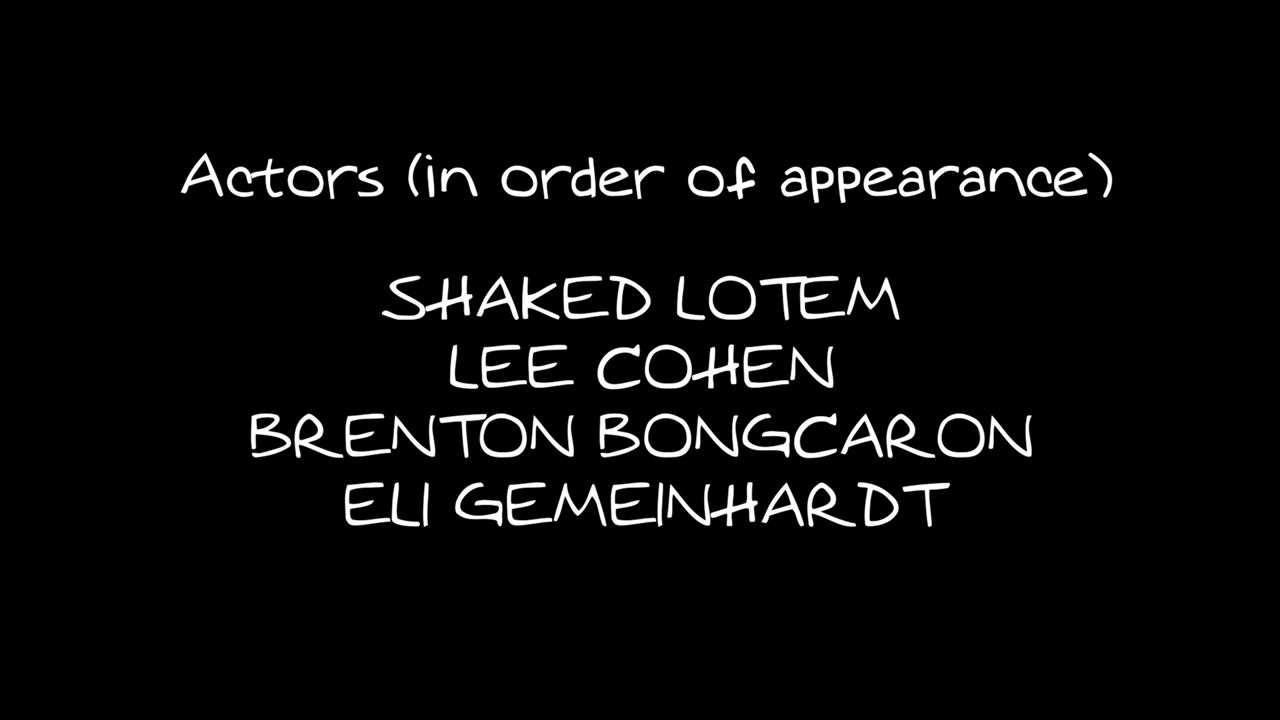 Actors (in order of appearance)
SHAKED LOTEM
LEE COHEN
BRENTON BONGCARON
ELI GEMEINHARDT